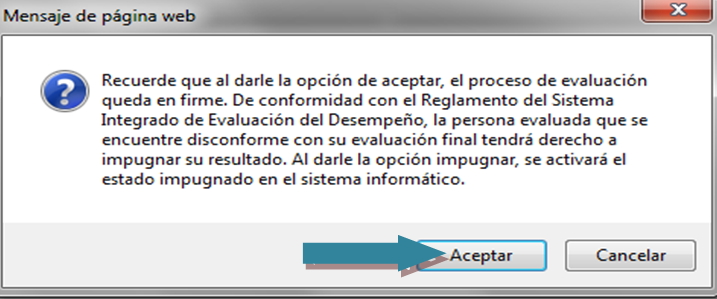 Mensaje de página web
Recuerde que al darle la opción de aceptar, el proceso de evaluación
queda en firme. De conformidad con el Reglamento del Sistema
Integrado de Evaluación del Desempeño, la persona evaluada que se
encuentre disconforme con su evaluación final tendrá derecho a
impugnar su resultado. Al darle la opción impugnar, se activará el
estado impugnado en el sistema informático.
Aceptar
Cancelar